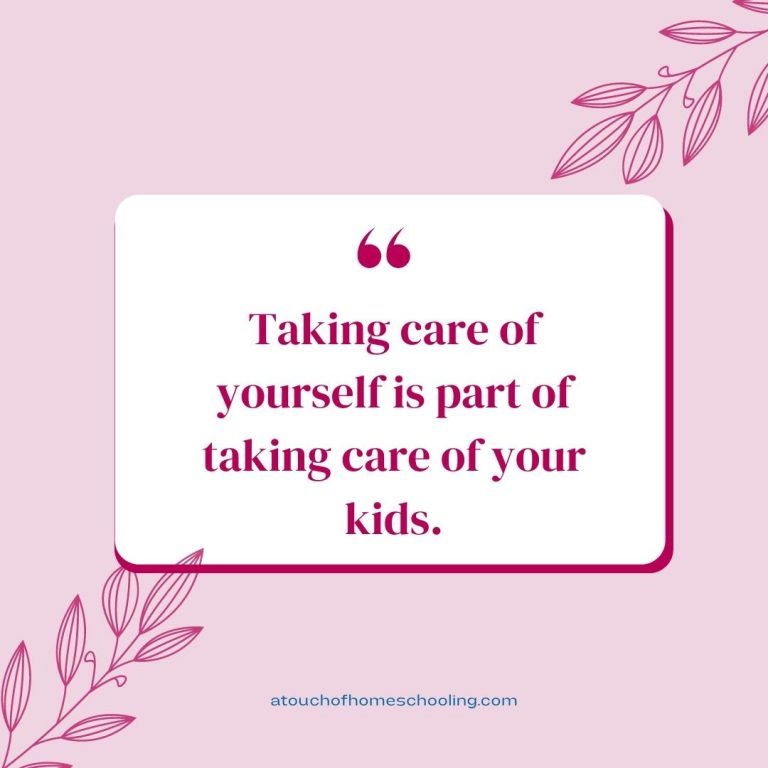 “
Taking care of
yourself is part of
taking care of your
kids.
atouchofhomeschooling.com